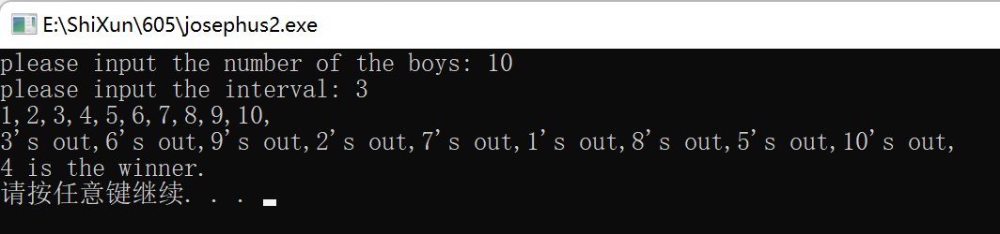 E:\ShiXun\605\josephus2.exe
please input the number of the boys: 10
please input the interval: 3
1,2,3,4,5,6,7,8,9,10,
3's out,6's out,9's out,2's out,7's out,1's out,8's out,5's out,10's out,
4 is the winner.
请按任意键继续. . .